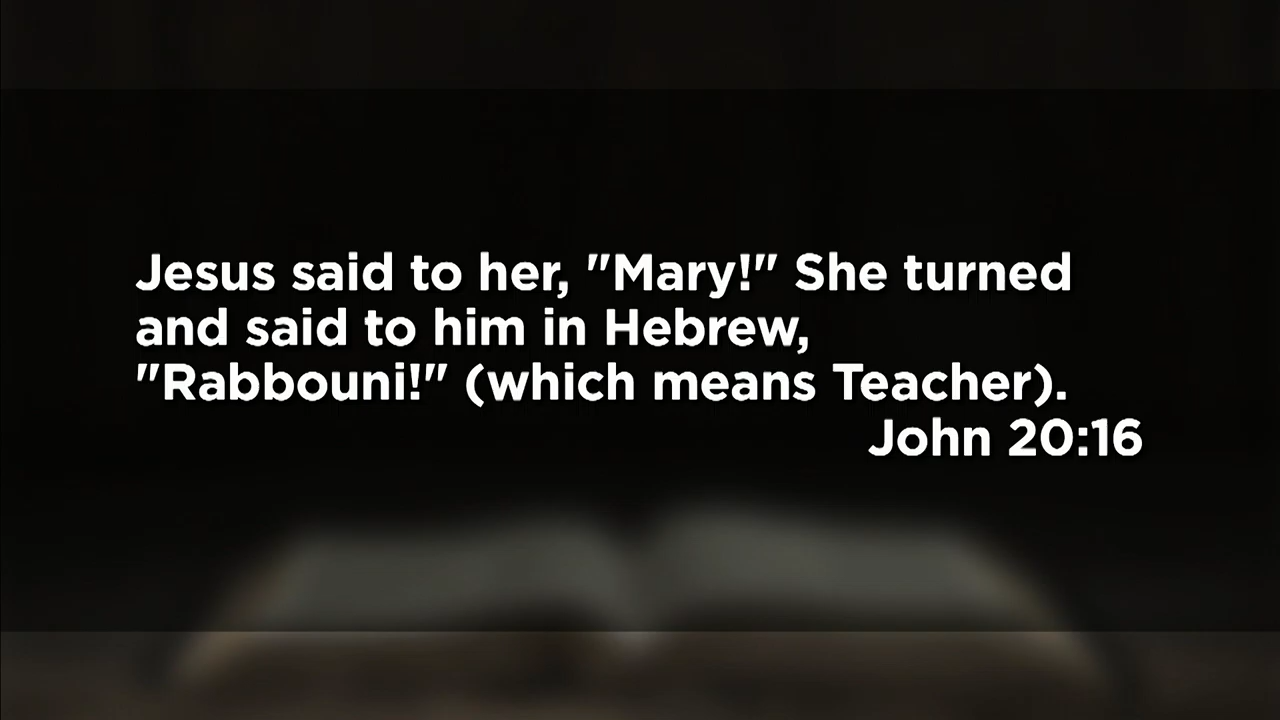 Jesus said to her, "Mary!" She turned
and said to him in Hebrew,
"Rabbouni!" (which means Teacher).
John 20:16